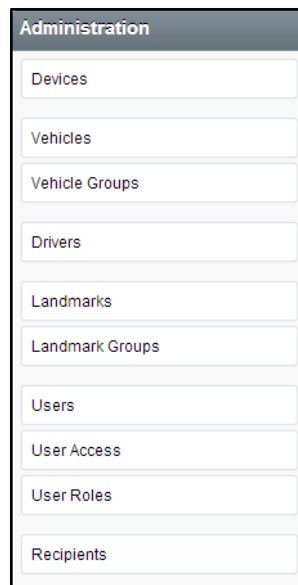 Administration
Devices
Vehicles
Vehicle Groups
Drivers
Landmarks
Landmark Groups
Users
User Access
User Roles
Recipients